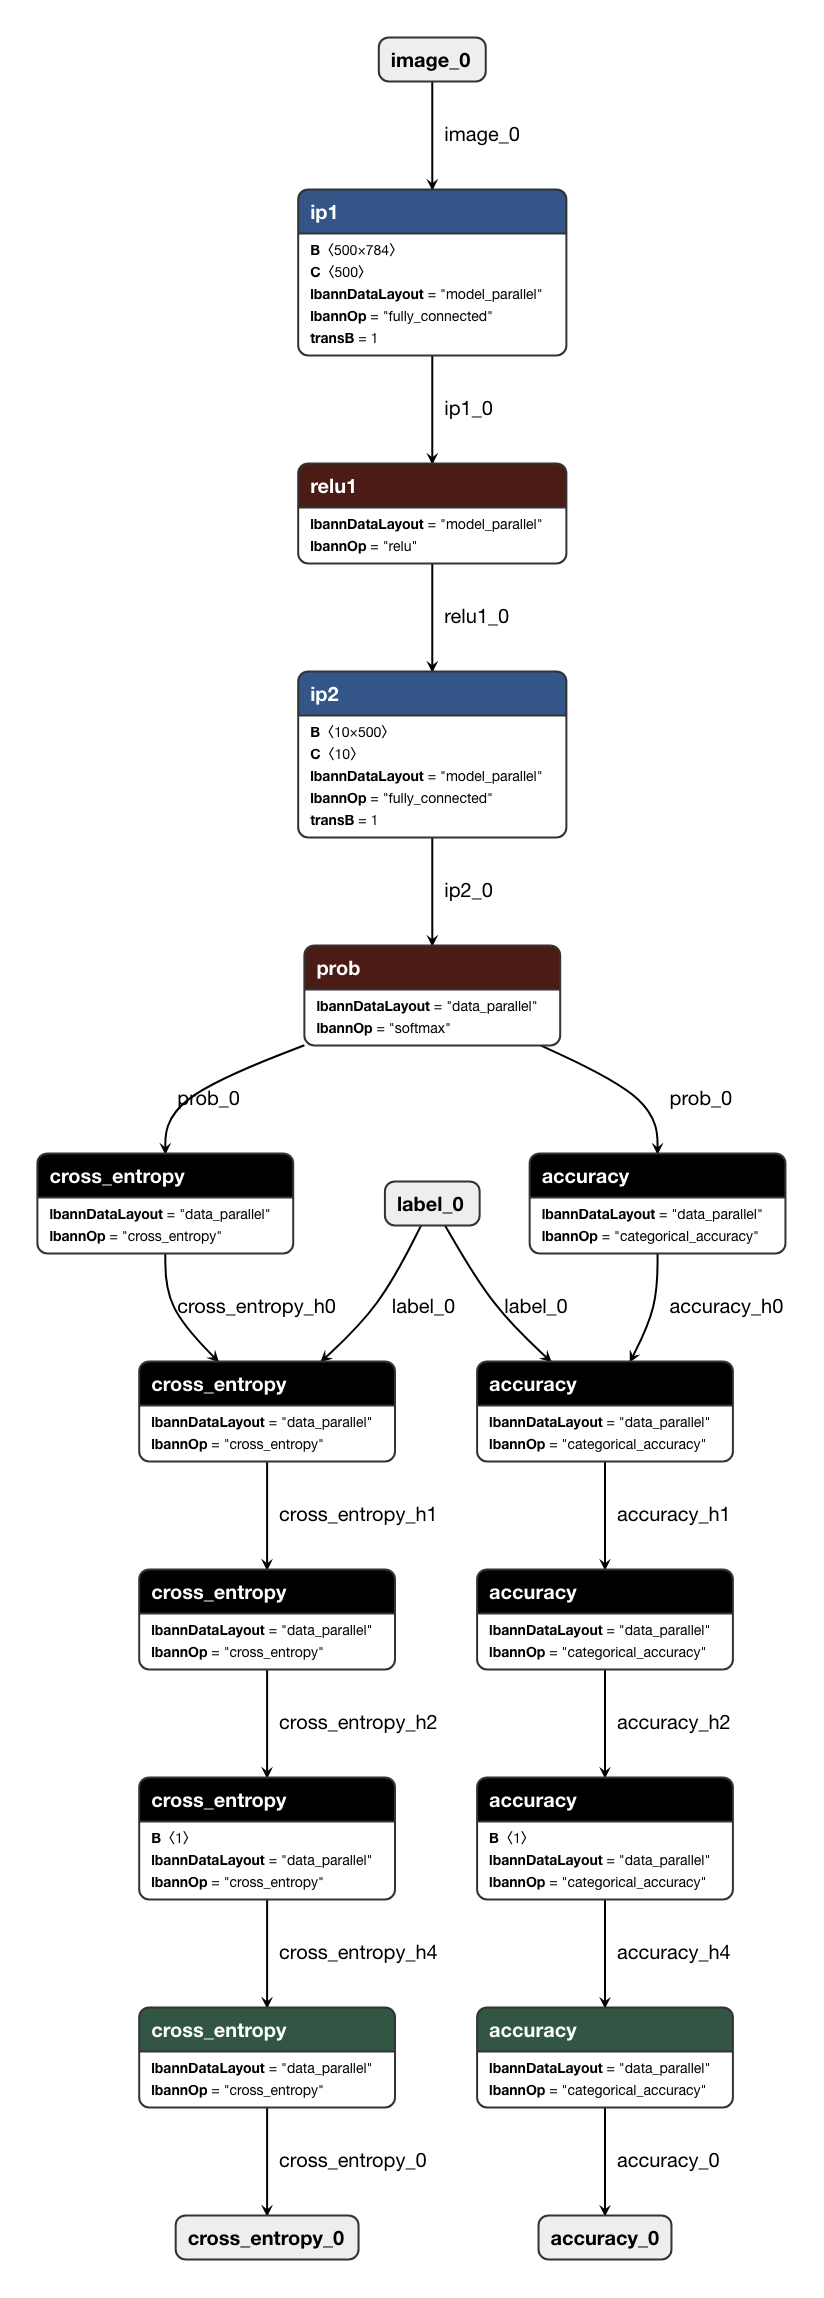 image_0
image_0
ip1
B 〈500×784〉
C 〈500〉
lbannDataLayout = "model_parallel"
lbannOp = "fully_connected"
transB = 1
ip1_0
relu1
lbannDataLayout = "model_parallel"
lbannOp = "relu"
relu1_0
ip2
B 〈10×500〉
C 〈10〉
lbannDataLayout = "model_parallel"
lbannOp = "fully_connected"
transB = 1
ip2_0
prob
lbannDataLayout = "data_parallel"
lbannOp = "softmax"
prob_0
prob_0
cross_entropy
lbannDataLayout = "data_parallel"
lbannOp = "cross_entropy"
label_0
accuracy
lbannDataLayout = "data_parallel"
lbannOp = "categorical_accuracy"
cross_entropy_h0
label_0
label_0
accuracy_h0
cross_entropy
lbannDataLayout = "data_parallel"
lbannOp = "cross_entropy"
accuracy
lbannDataLayout = "data_parallel"
lbannOp = "categorical_accuracy"
cross_entropy_h1
accuracy_h1
cross_entropy
lbannDataLayout = "data_parallel"
lbannOp = "cross_entropy"
accuracy
lbannDataLayout = "data_parallel"
lbannOp = "categorical_accuracy"
cross_entropy_h2
accuracy_h2
cross_entropy
B 〈1〉
lbannDataLayout = "data_parallel"
lbannOp = "cross_entropy"
accuracy
B 〈1〉
lbannDataLayout = "data_parallel"
lbannOp = "categorical_accuracy"
cross_entropy_h4
accuracy_h4
cross_entropy
lbannDataLayout = "data_parallel"
lbannOp = "cross_entropy"
accuracy
lbannDataLayout = "data_parallel"
lbannOp = "categorical_accuracy"
cross_entropy_0
accuracy_0
cross_entropy_0
accuracy_0